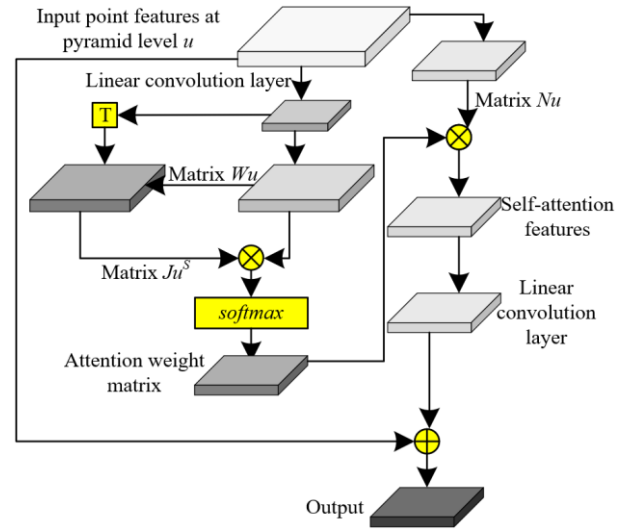 Input point features at
pyramid level u
Linear convolution layer
T
Matrix Nu
Matrix Wu
Self-attention
features
Matrix Ju^S
softmax
Linear
convolution
layer
Attention weight
matrix
Output